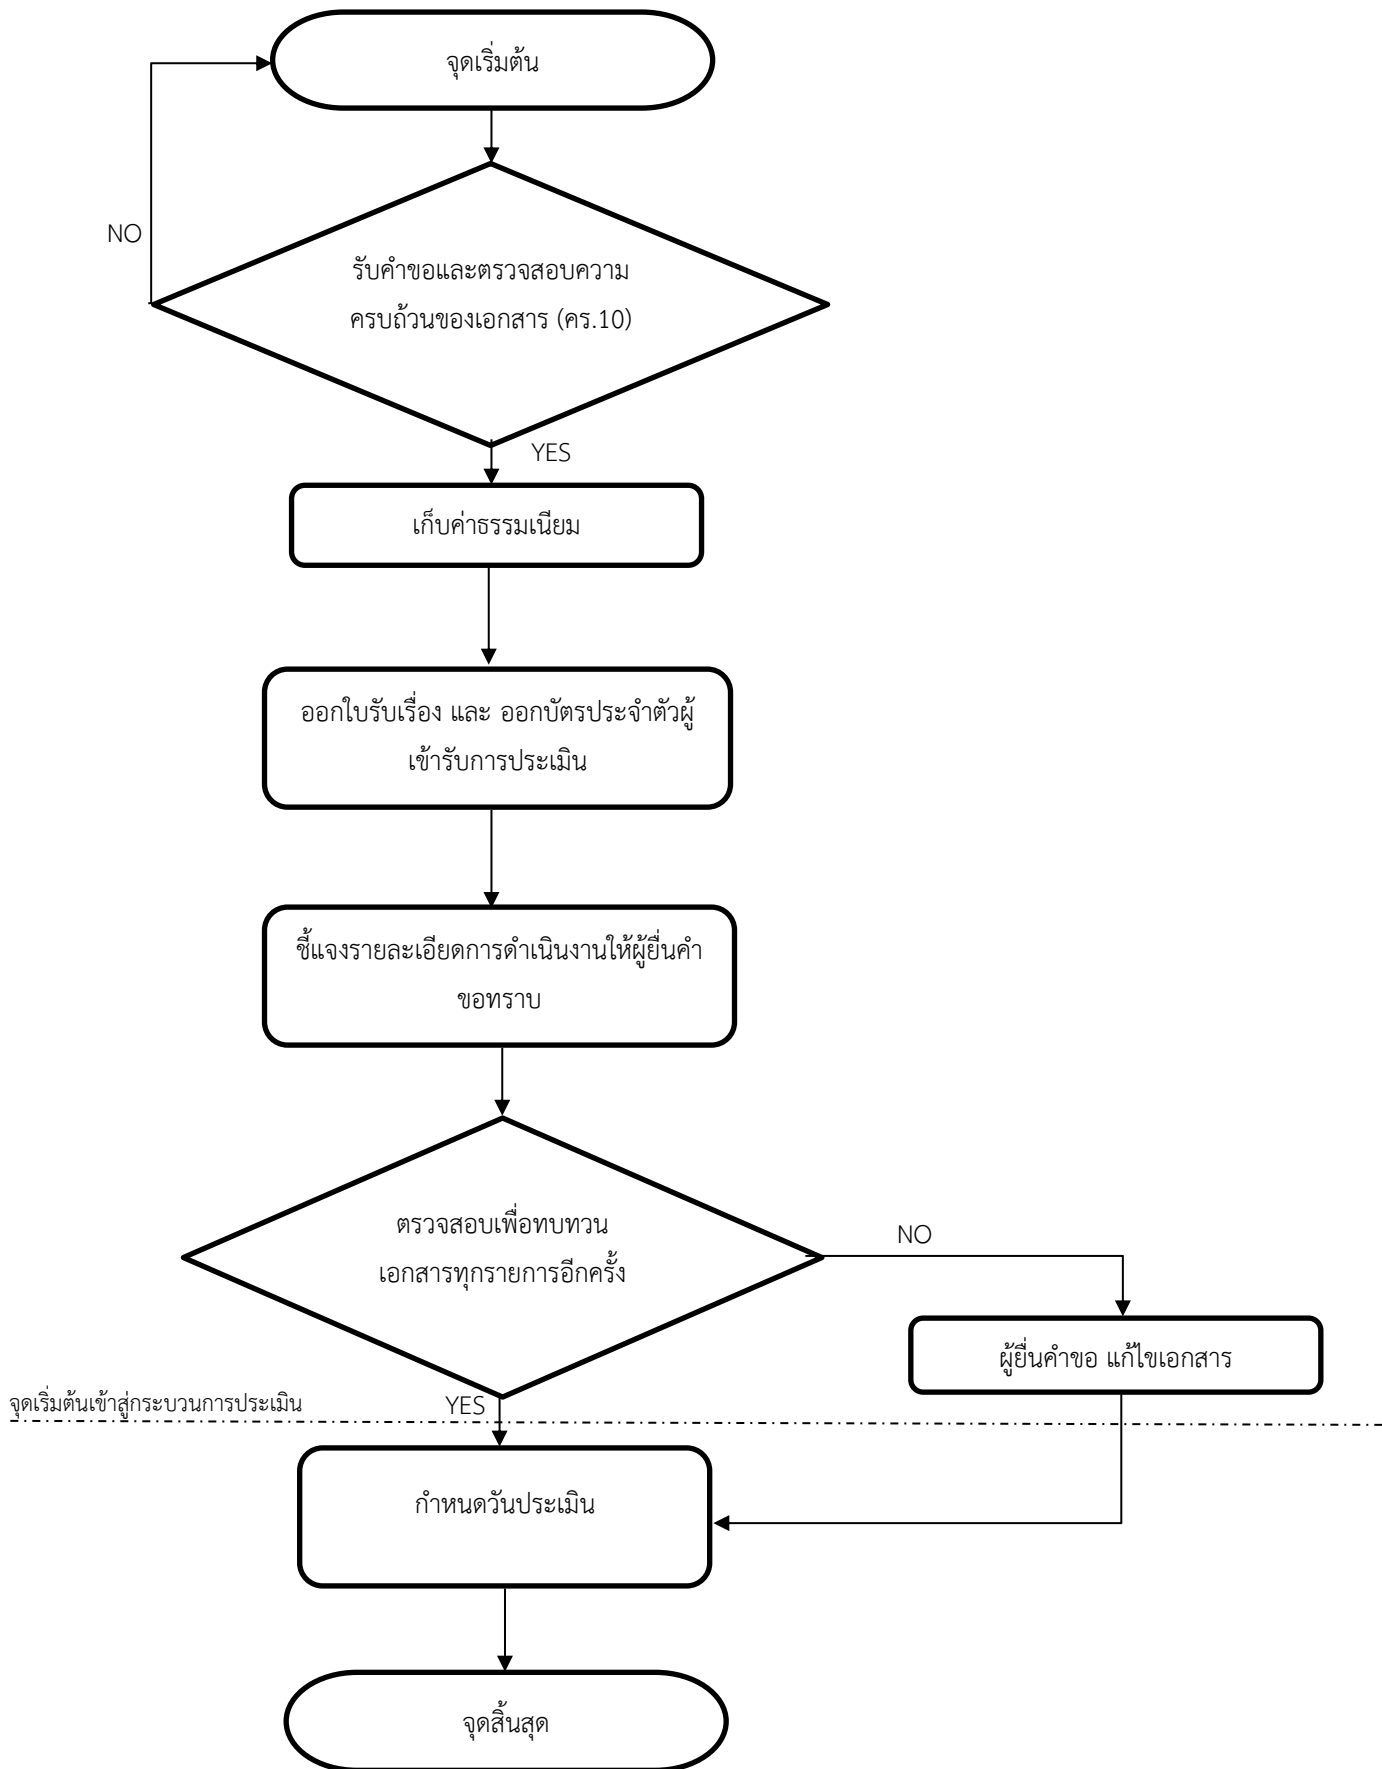 จุดเริ่มต้น
NO
รับคำขอและตรวจสอบความ
ครบถ้วนของเอกสาร (คร.10)
YES
เก็บค่าธรรมเนียม
ออกใบรับเรื่อง และ ออกบัตรประจำตัวผู้
เข้ารับการประเมิน
ชี้แจงรายละเอียดการดำเนินงานให้ผู้ยื่นคำ
ขอทราบ
ตรวจสอบเพื่อทบทวน
เอกสารทุกรายการอีกครั้ง
NO
ผู้ยื่นคำขอ แก้ไขเอกสาร
จุดเริ่มต้นเข้าสู่กระบวนการประเมิน
YES
กำหนดวันประเมิน
จุดสิ้นสุด